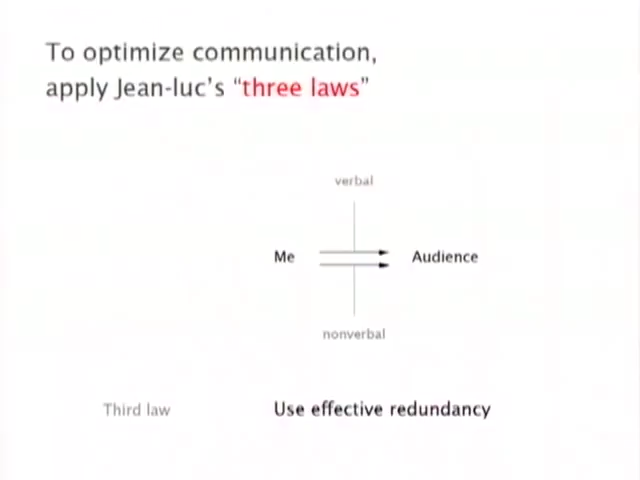 To optimize communication,
apply Jean-luc's “three laws”
verbal
Me Audience
nonverbal
Third law Use effective redundancy